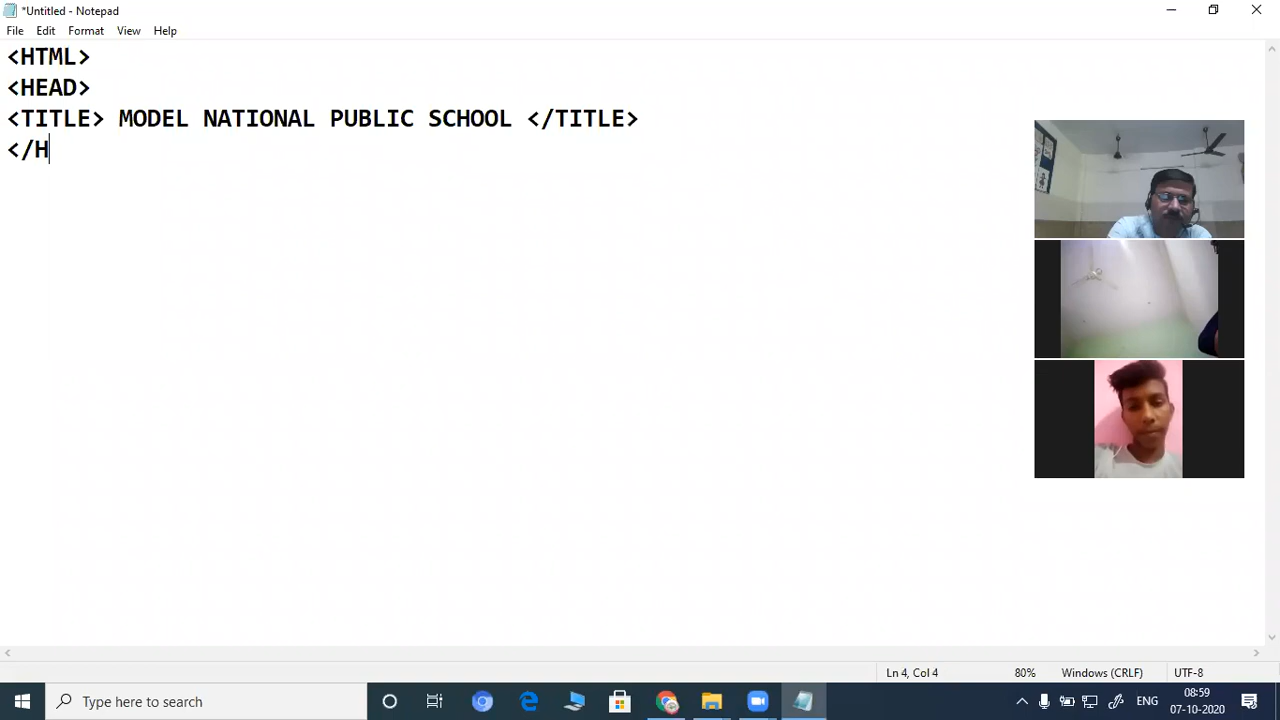 *Untitled - Notepad
File Edit Format View Help
<HTML>
<HEAD>
<TITLE> MODEL NATIONAL PUBLIC SCHOOL </TITLE>
</H
Ln 4, Col 4 80% Windows (CRLF) UTF-8
Type here to search
ENG
08:59
07-10-2020